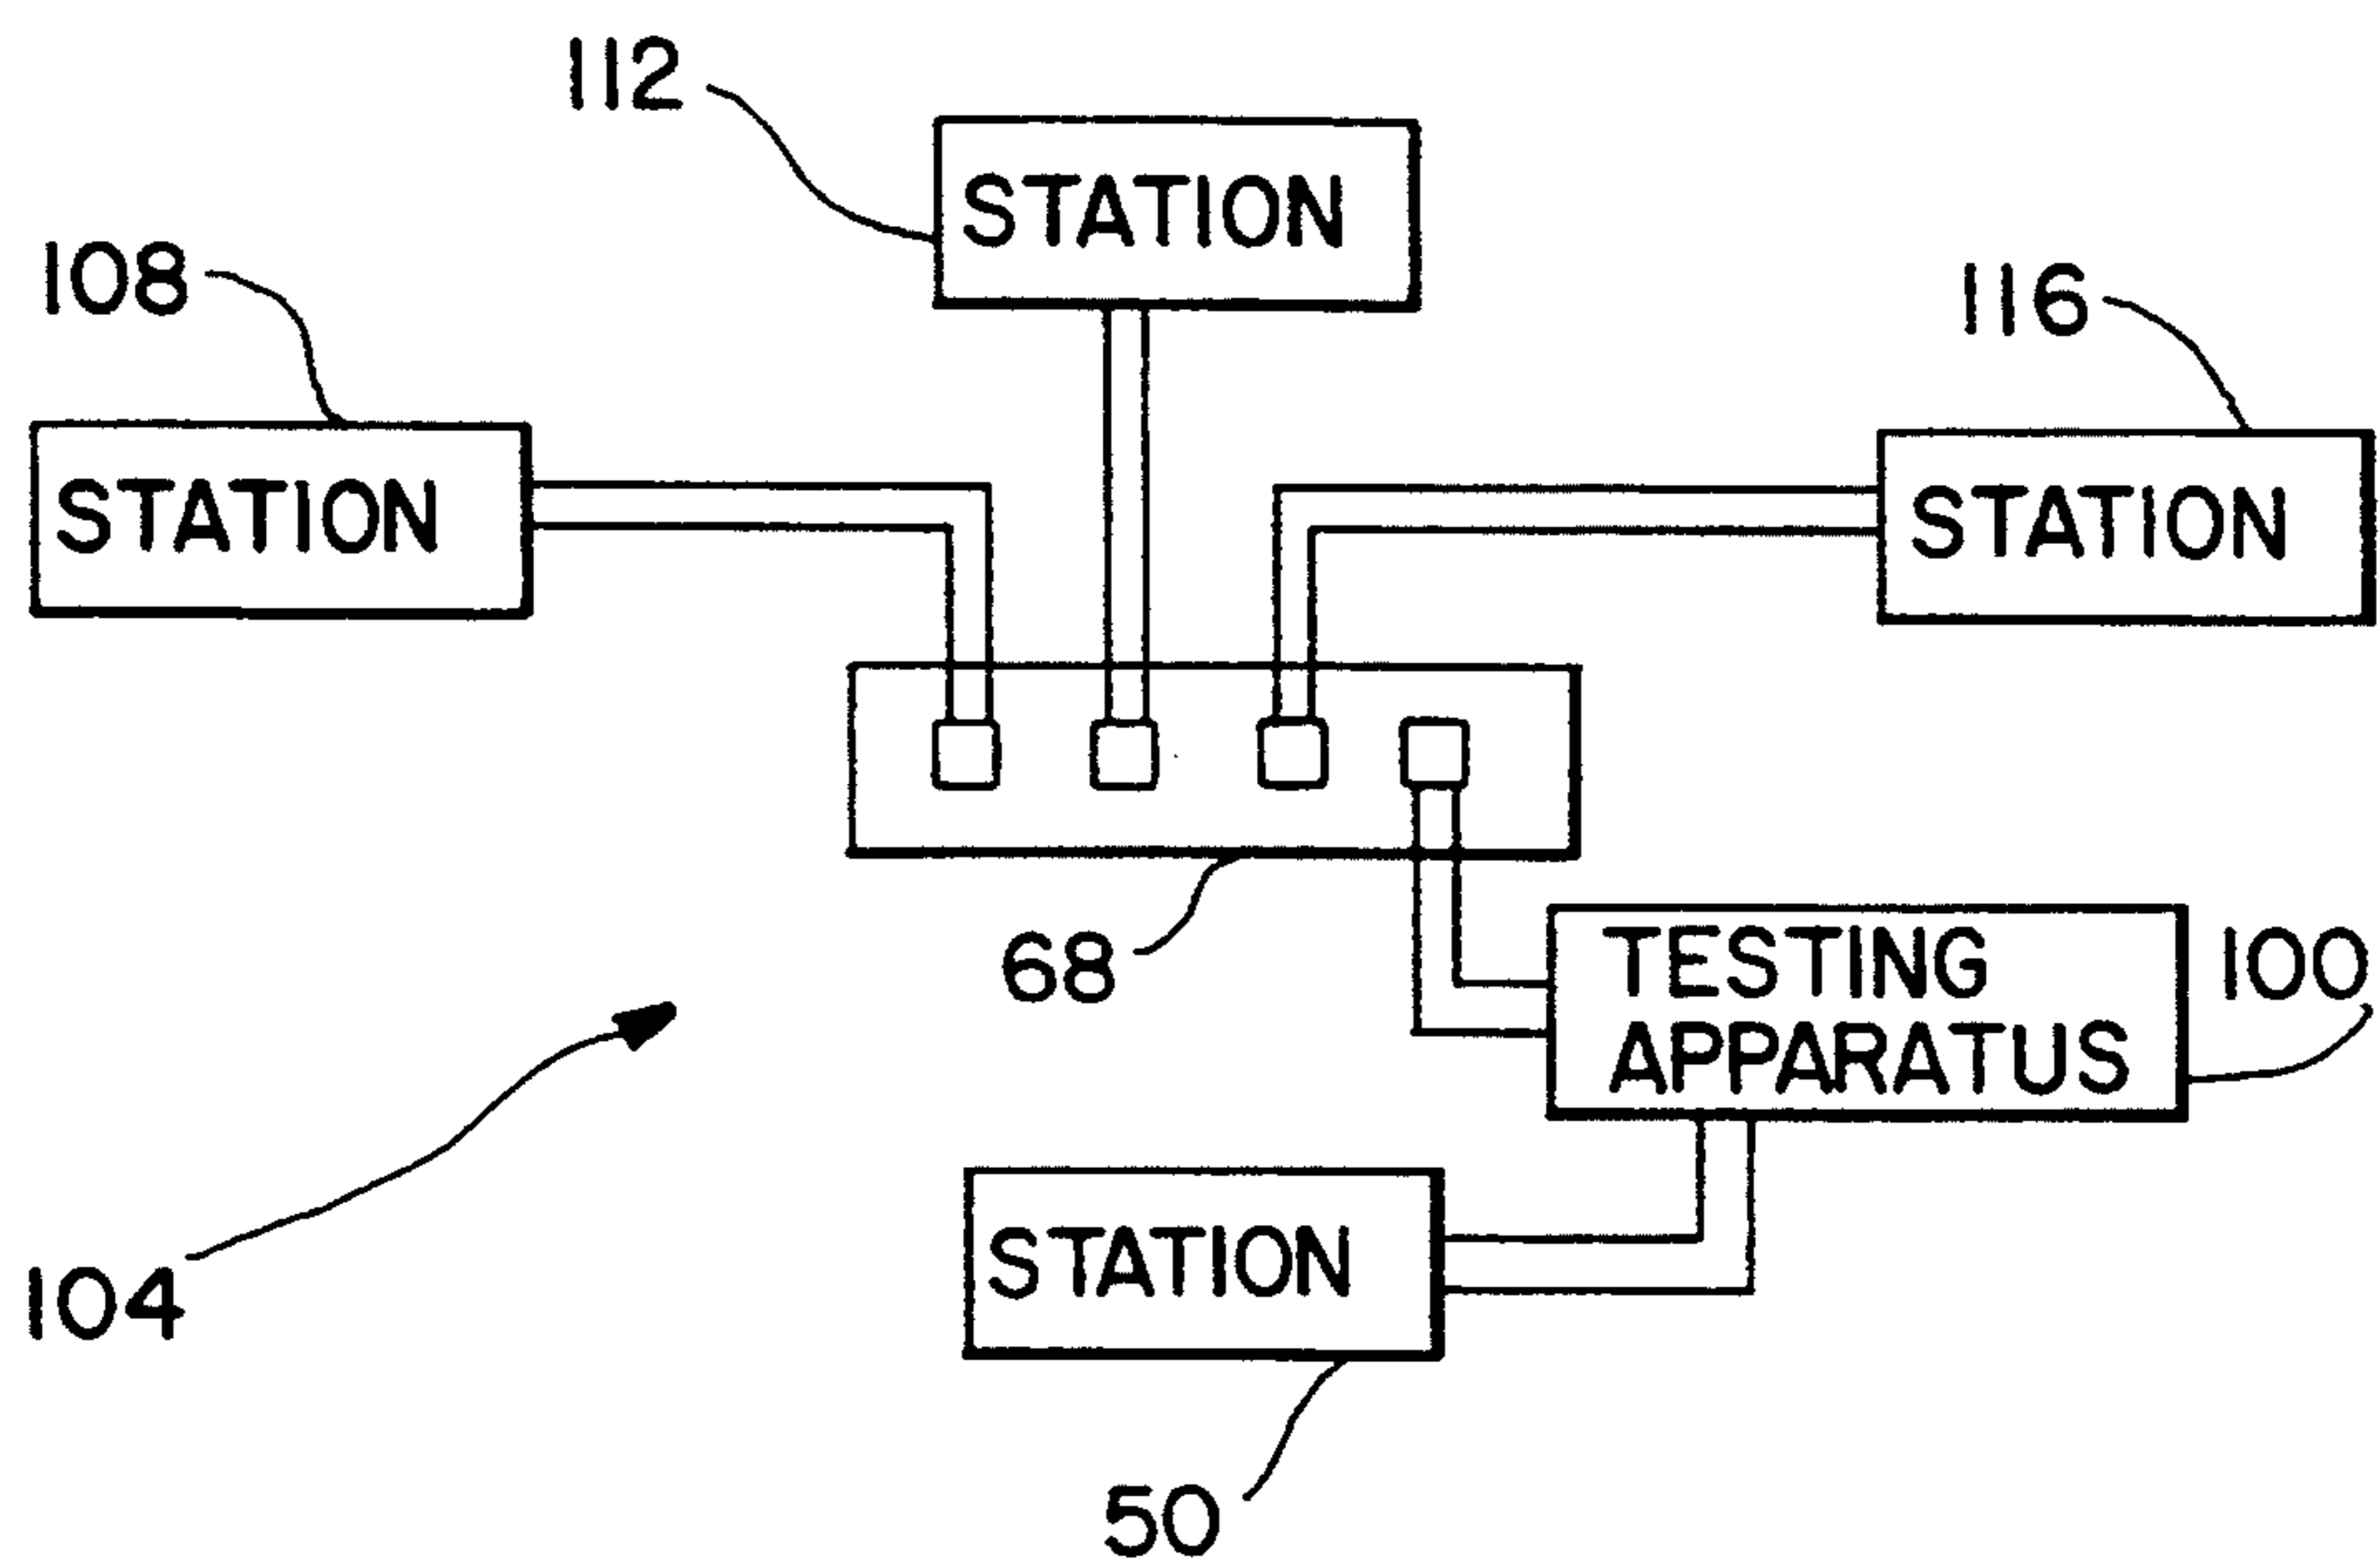 112
STATION
108
116
STATION
STATION
68
TESTING
APPARATUS
100
104
STATION
50